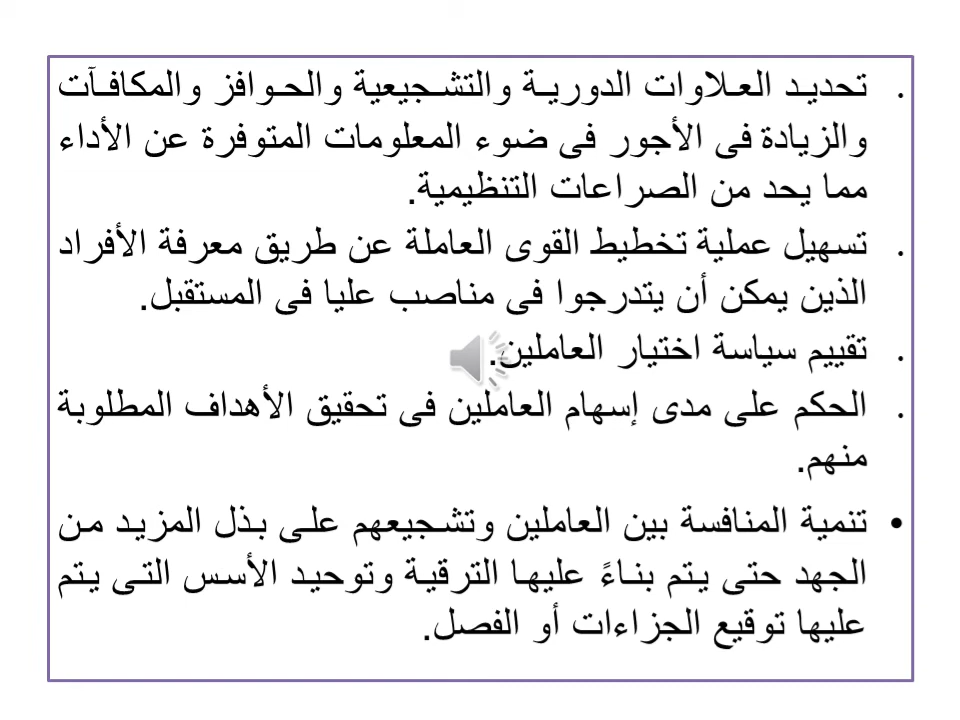 . تحديد العلاوات الدورية والتشجيعية والحوافز والمكافآت
والزيادة فى الأجور فى ضوء المعلومات المتوفرة عن الأداء
مما يحد من الصراعات التنظيمية.
. تسهيل عملية تخطيط القوى العاملة عن طريق معرفة الأفراد
الذين يمكن أن يتدرجوا فى مناصب عليا فى المستقبل.
. تقييم سياسة اختيار العاملين.
. الحكم على مدى إسهام العاملين فى تحقيق الأهداف المطلوبة
منهم.
• تنمية المنافسة بين العاملين وتشجيعهم على بذل المزيد من
الجهد حتى يتم بناءً عليها الترقية وتوحيد الأسس التى يتم
عليها توقيع الجزاءات أو الفصل.